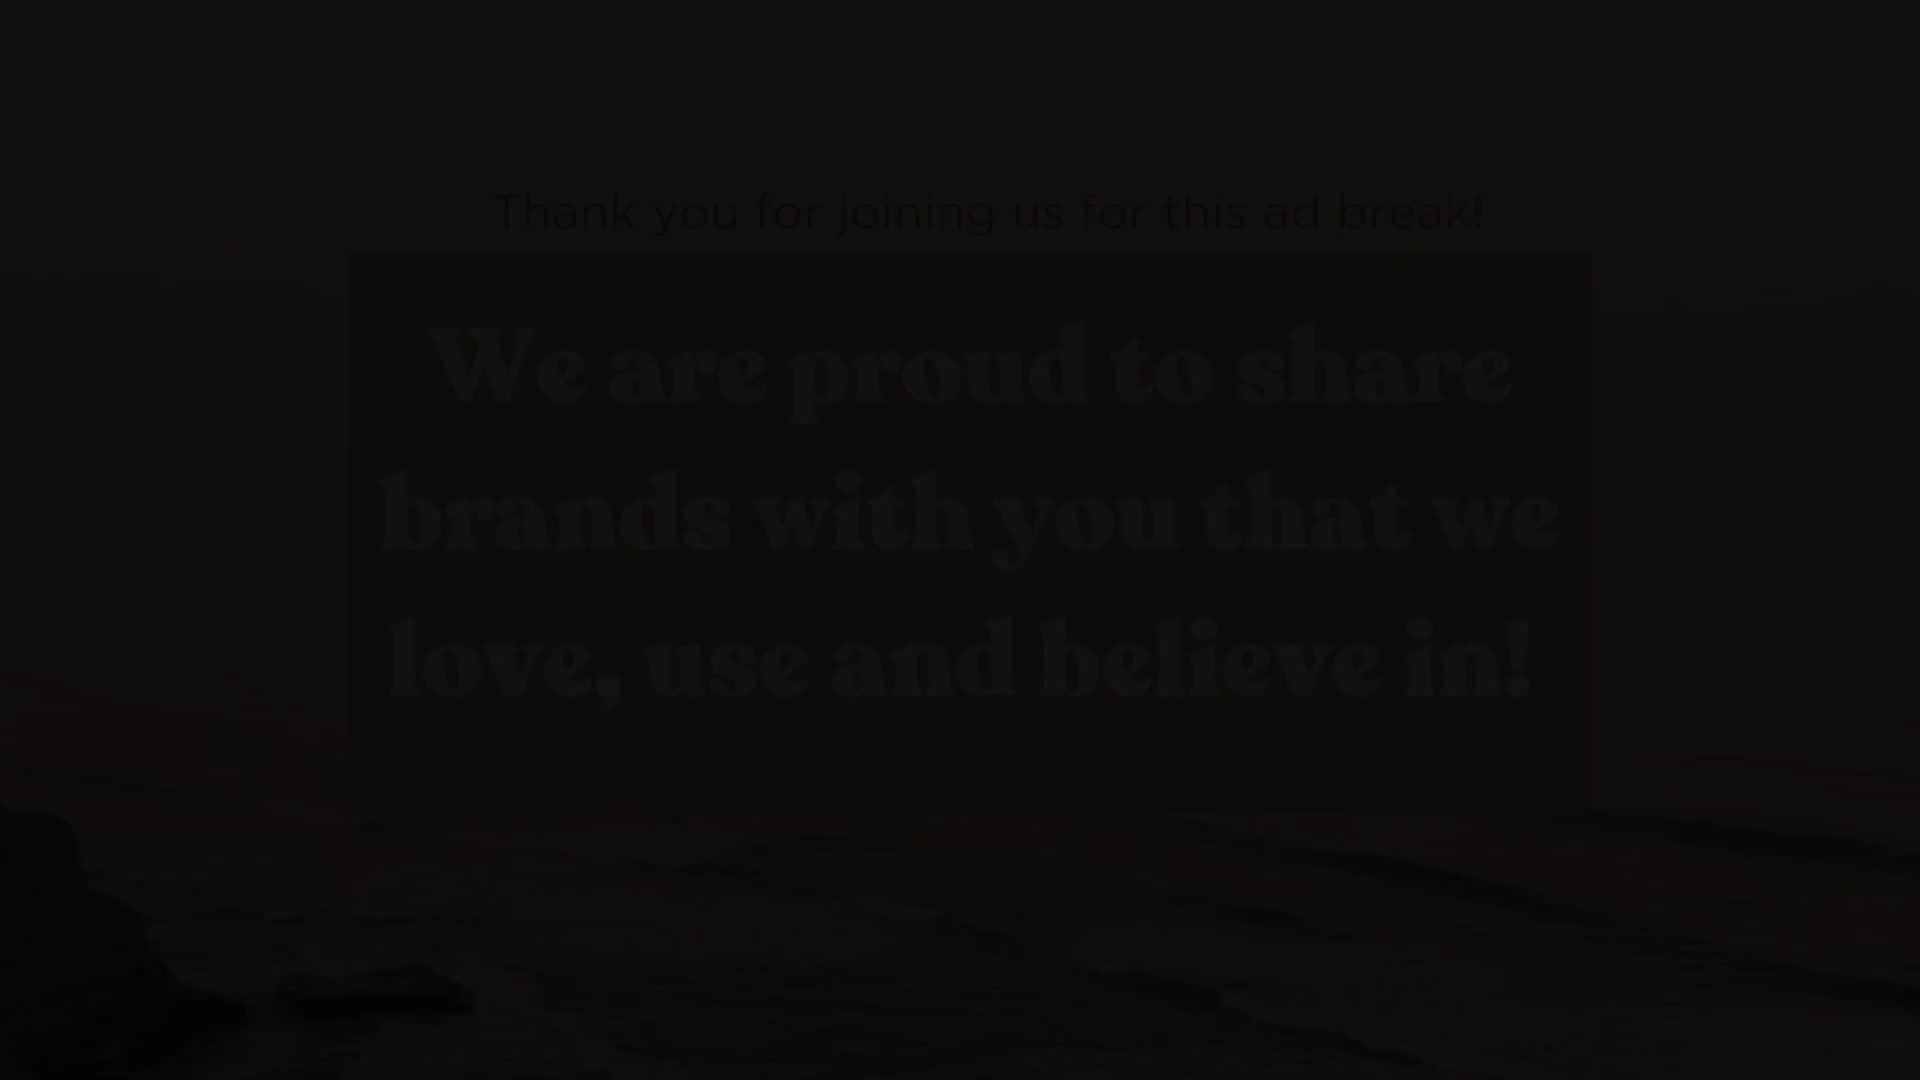 Thank you for joining us for this ad break!
We are proud to share
brands with you that we
love, use and believe in!